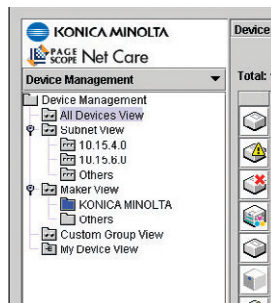 KONICA MINOLTA
PAGE SCOPE Net Care
Device Management
Device Management
All Devices View
Subnet View
10.15.4.0
10.15.6.0
Others
Maker View
KONICA MINOLTA
Others
Custom Group View
My Device View
Device
Total: